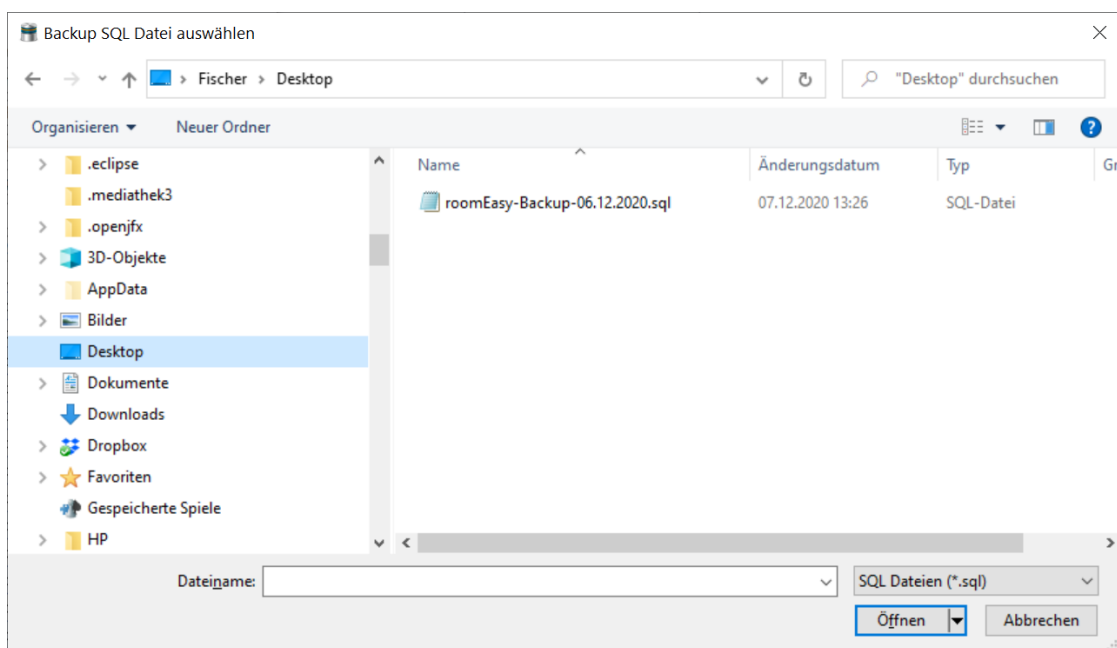 Backup SQL Datei auswählen
Fischer > Desktop
"Desktop" durchsuchen
Organisieren
Neuer Ordner
?
.eclipse
.mediathek3
.openjfx
3D-Objekte
AppData
Bilder
Desktop
Dokumente
Downloads
Dropbox
Favoriten
Gespeicherte Spiele
HP
Name Änderungsdatum Typ
roomEasy-Backup-06.12.2020.sql 07.12.2020 13:26 SQL-Datei
Dateiname:
SQL Dateien (*.sql)
Öffnen
Abbrechen